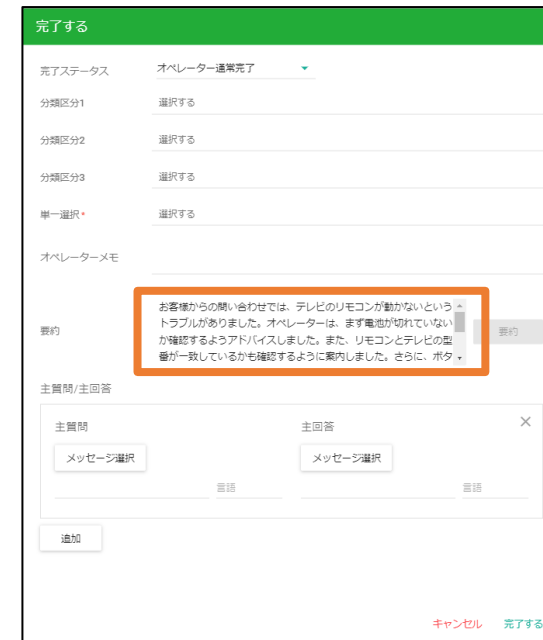 完了する
完了ステータス オペレーター通常完了
分類区分1 選択する
分類区分2 選択する
分類区分3 選択する
単一選択* 選択する
オペレーターメモ
お客様からの問い合わせでは、テレビのリモコンが動かないという
トラブルがありました。オペレーターは、まず電池が切れていない
か確認するようアドバイスしました。また、リモコンとテレビの型
番が一致しているかも確認するように案内しました。さらに、ボタ
要約 要約
主質問/主回答
主質問 主回答 ×
メッセージ選択 メッセージ選択
言語 言語
追加
キャンセル 完了する